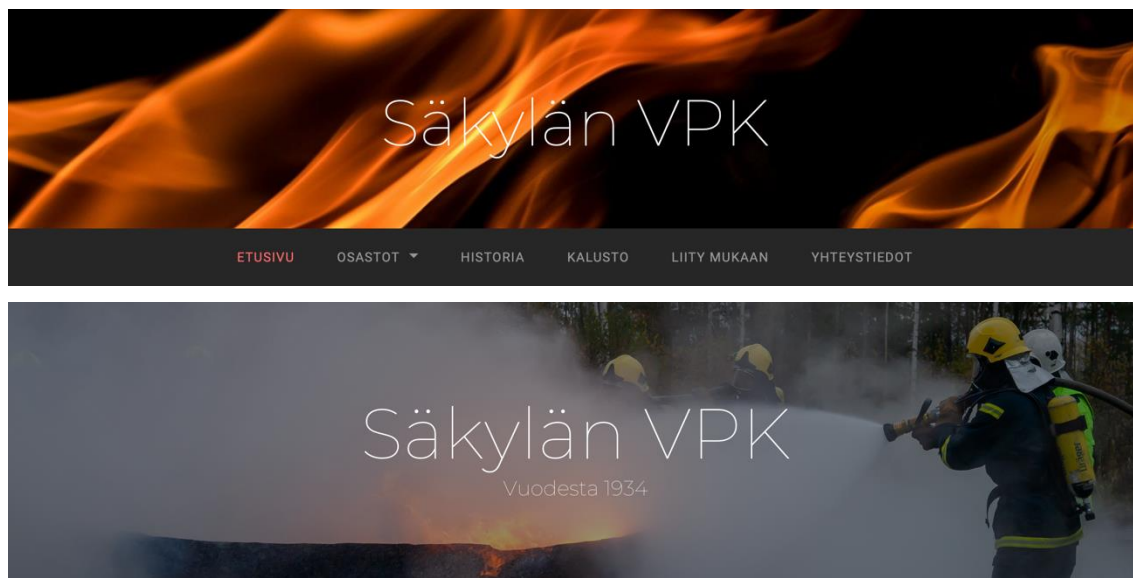 Säkylän VPK
ETUSIVU OSASTOT HISTORIA KALUSTO LIITY MUKAAN YHTEYSTIEDOT
Säkylän VPK
Vuodesta 1934